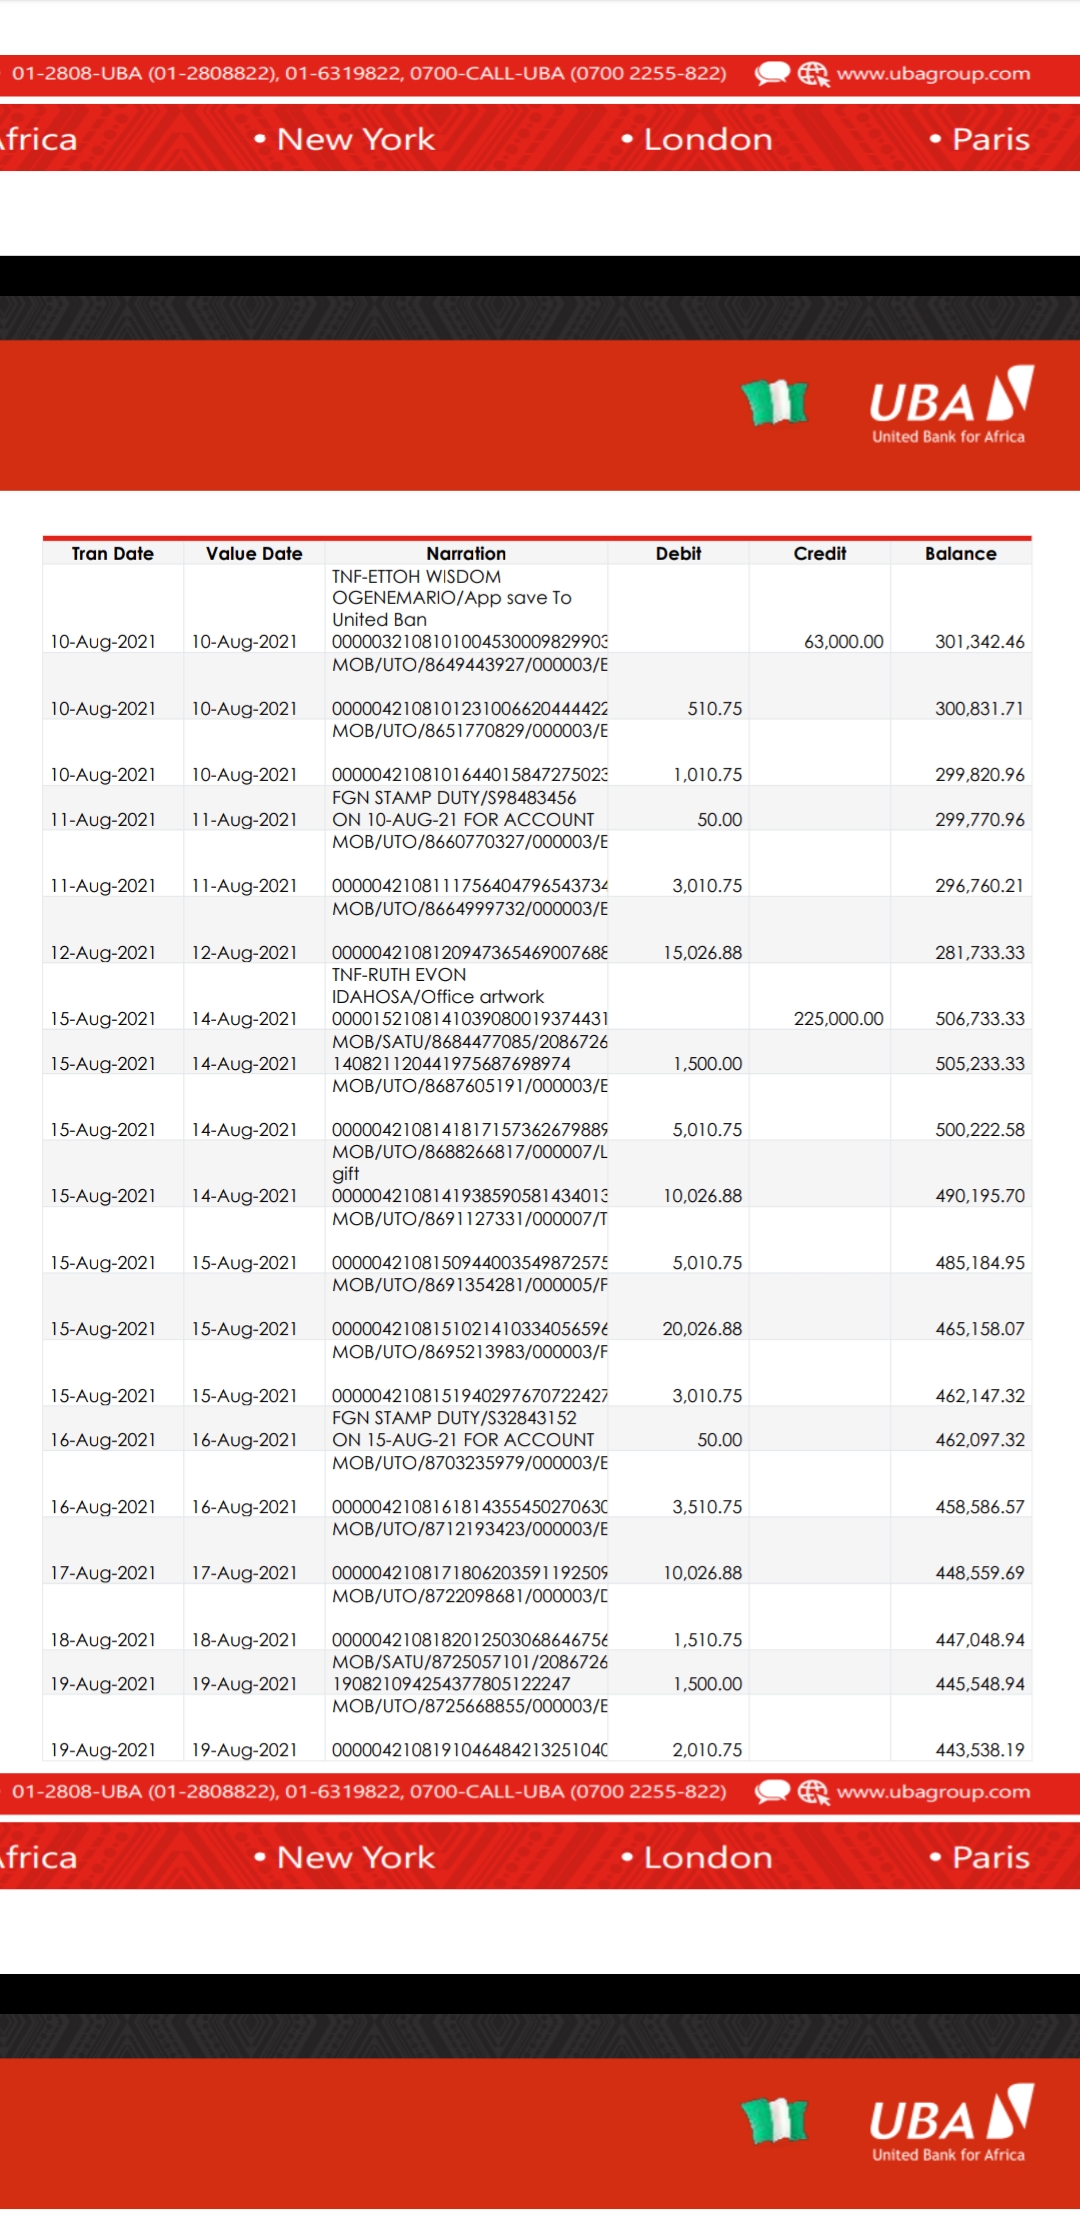 01-2808-UBA (01-2808822), 01-6319822, 0700-CALL-UBA (0700 2255-822) www.ubagroup.com
frica • New York • London • Paris
UBA
United Bank for Africa
Tran Date Value Date Narration Debit Credit Balance
TNF-ETTOH WISDOM
OGENEMARIO/App save To
United Ban
10-Aug-2021 10-Aug-2021 0000032108101004530009829903 63,000.00 301,342.46
MOB/UTO/8649443927/000003/E
10-Aug-2021 10-Aug-2021 0000042108101231006620444422 510.75 300,831.71
MOB/UTO/8651770829/000003/E
10-Aug-2021 10-Aug-2021 0000042108101644015847275023 1,010.75 299,820.96
FGN STAMP DUTY/S98483456
11-Aug-2021 11-Aug-2021 ON 10-AUG-21 FOR ACCOUNT 50.00 299,770.96
MOB/UTO/8660770327/000003/E
11-Aug-2021 11-Aug-2021 0000042108111756404796543734 3,010.75 296,760.21
MOB/UTO/8664999732/000003/E
12-Aug-2021 12-Aug-2021 000004210812094736546900768 15,026.88 281,733.33
TNF-RUTH EVON
IDAHOSA/Office artwork
15-Aug-2021 14-Aug-2021 0000152108141039080019374431 225,000.00 506,733.33
MOB/SATU/8684477085/2086726
15-Aug-2021 14-Aug-2021 140821120441975687698974 1,500.00 505,233.33
MOB/UTO/8687605191/000003/E
15-Aug-2021 14-Aug-2021 0000042108141817157362679889 5,010.75 500,222.58
MOB/UTO/8688266817/000007/L
gift
15-Aug-2021 14-Aug-2021 0000042108141938590581434013 10,026.88 490,195.70
MOB/UTO/8691127331/000007/T
15-Aug-2021 15-Aug-2021 0000042108150944003549872575 5,010.75 485,184.95
MOB/UTO/8691354281/000005/F
15-Aug-2021 15-Aug-2021 0000042108151021410334056596 20,026.88 465,158.07
MOB/UTO/8695213983/000003/F
15-Aug-2021 15-Aug-2021 0000042108151940297670722427 3,010.75 462,147.32
FGN STAMP DUTY/S32843152
16-Aug-2021 16-Aug-2021 ON 15-AUG-21 FOR ACCOUNT 50.00 462,097.32
MOB/UTO/8703235979/000003/E
16-Aug-2021 16-Aug-2021 000004210816181435545027063 3,510.75 458,586.57
MOB/UTO/8712193423/000003/E
17-Aug-2021 17-Aug-2021 0000042108171806203591192509 10,026.88 448,559.69
MOB/UTO/8722098681/000003/D
18-Aug-2021 18-Aug-2021 0000042108182012503068646756 1,510.75 447,048.94
MOB/SATU/8725057101/2086726
19-Aug-2021 19-Aug-2021 190821094254377805122247 1,500.00 445,548.94
MOB/UTO/8725668855/000003/E
19-Aug-2021 19-Aug-2021 000004210819104648421325104 2,010.75 443,538.19
01-2808-UBA (01-2808822), 01-6319822, 0700-CALL-UBA (0700 2255-822) www.ubagroup.com
frica • New York • London • Paris
UBA
United Bank for Africa